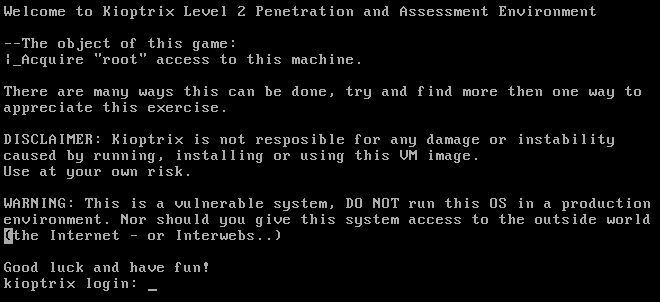 Welcome to Kioptrix Level 2 Penetration and Assessment Environment
--The object of this game:
|_Acquire "root" access to this machine.
There are many ways this can be done, try and find more then one way to
appreciate this exercise.
DISCLAIMER: Kioptrix is not resposible for any damage or instability
caused by running, installing or using this VM image.
Use at your own risk.
WARNING: This is a vulnerable system, DO NOT run this OS in a production
environment. Nor should you give this system access to the outside world
(the Internet - or Interwebs..)
Good luck and have fun!
kioptrix login: _